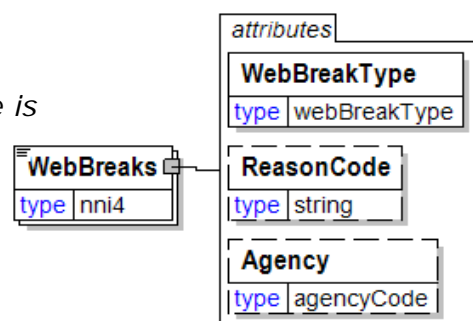 attributes
WebBreakType
type webBreakType
e is
WebBreaks
type nni4
ReasonCode
type string
Agency
type agencyCode